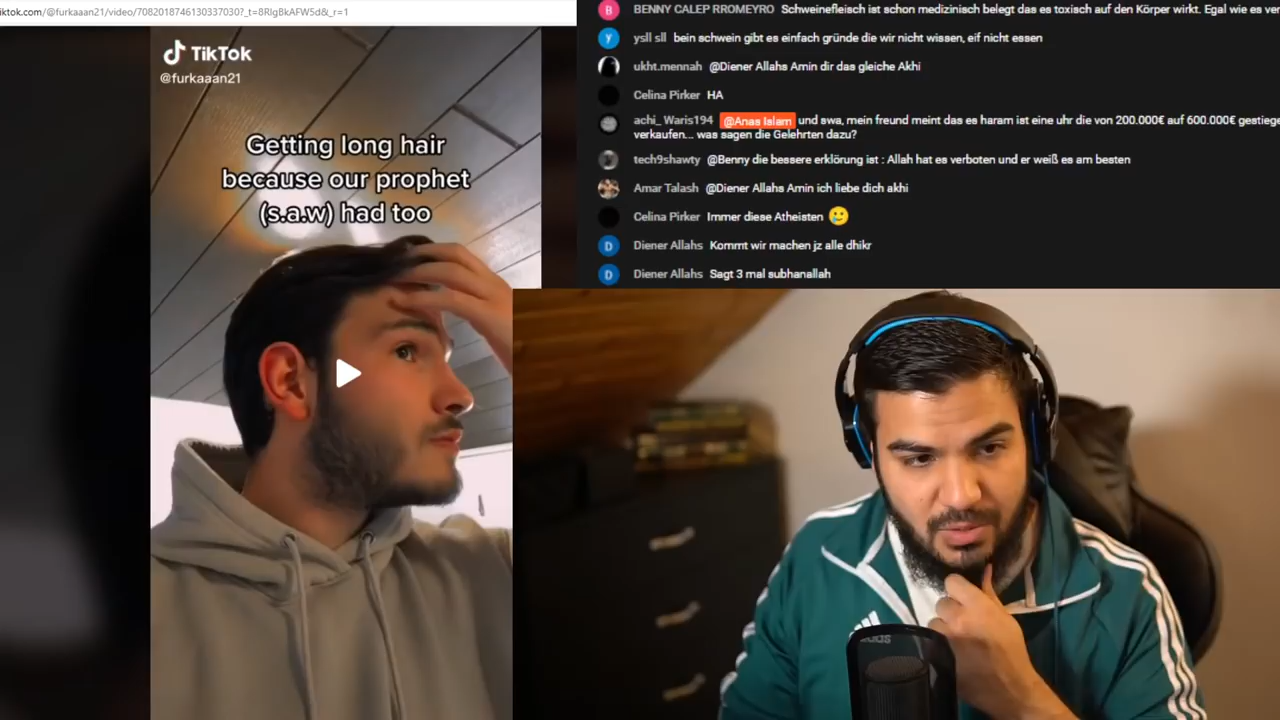 iktok.com/@furkaaan21/video/7082018746130337030?_t=8RlgBkAFW5d&_r=1
TikTok
@furkaaan21
Getting long hair
because our prophet
(s.a.w) had too
B BENNY CALEP RROMEYRO Schweinefleisch ist schon medizinisch belegt das es toxisch auf den Körper wirkt. Egal wie es ver
y ysll sll bein schwein gibt es einfach gründe die wir nicht wissen, eif nicht essen
ukht.mennah @Diener Allahs Amin dir das gleiche Akhi
Celina Pirker HA
achi_Waris194 @Anas Islam und swa, mein freund meint das es haram ist eine uhr die von 200.000€ auf 600.000€ gestiege
verkaufen... was sagen die Gelehrten dazu?
tech9shawty @Benny die bessere erklörung ist : Allah hat es verboten und er weiß es am besten
Amar Talash @Diener Allahs Amin ich liebe dich akhi
Celina Pirker Immer diese Atheisten 🥲
D Diener Allahs Kommt wir machen jz alle dhikr
D Diener Allahs Sagt 3 mal subhanallah